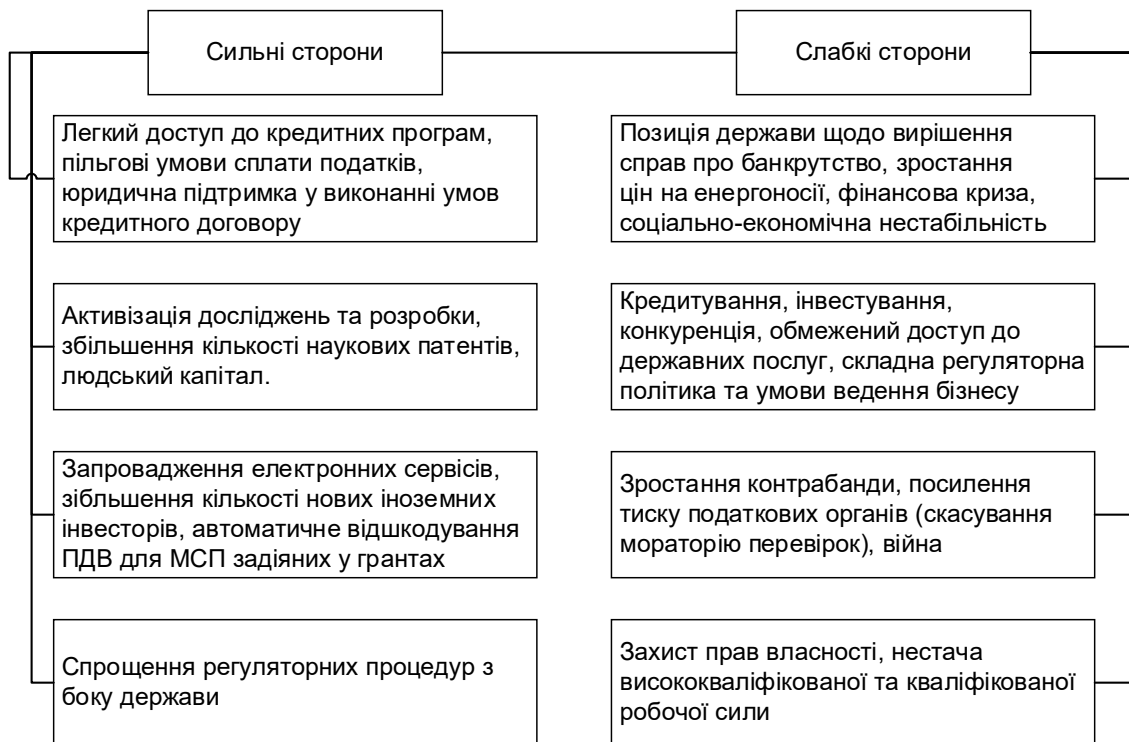 Сильні сторони
Слабкі сторони
Легкий доступ до кредитних програм,
пільгові умови сплати податків,
юридична підтримка у виконанні умов
кредитного договору
Позиція держави щодо вирішення
справ про банкрутство, зростання
цін на енергоносії, фінансова криза,
соціально-економічна нестабільність
Активізація досліджень та розробки,
збільшення кількості наукових патентів,
людський капітал.
Кредитування, інвестування,
конкуренція, обмежений доступ до
державних послуг, складна регуляторна
політика та умови ведення бізнесу
Запровадження електронних сервісів,
зібльшення кількості нових іноземних
інвесторів, автоматичне відшкодування
ПДВ для МСП задіяних у грантах
Зростання контрабанди, посилення
тиску податкових органів (скасування
мораторію перевірок), війна
Спрощення регуляторних процедур з
боку держави
Захист прав власності, нестача
висококваліфікованої та кваліфікованої
робочої сили